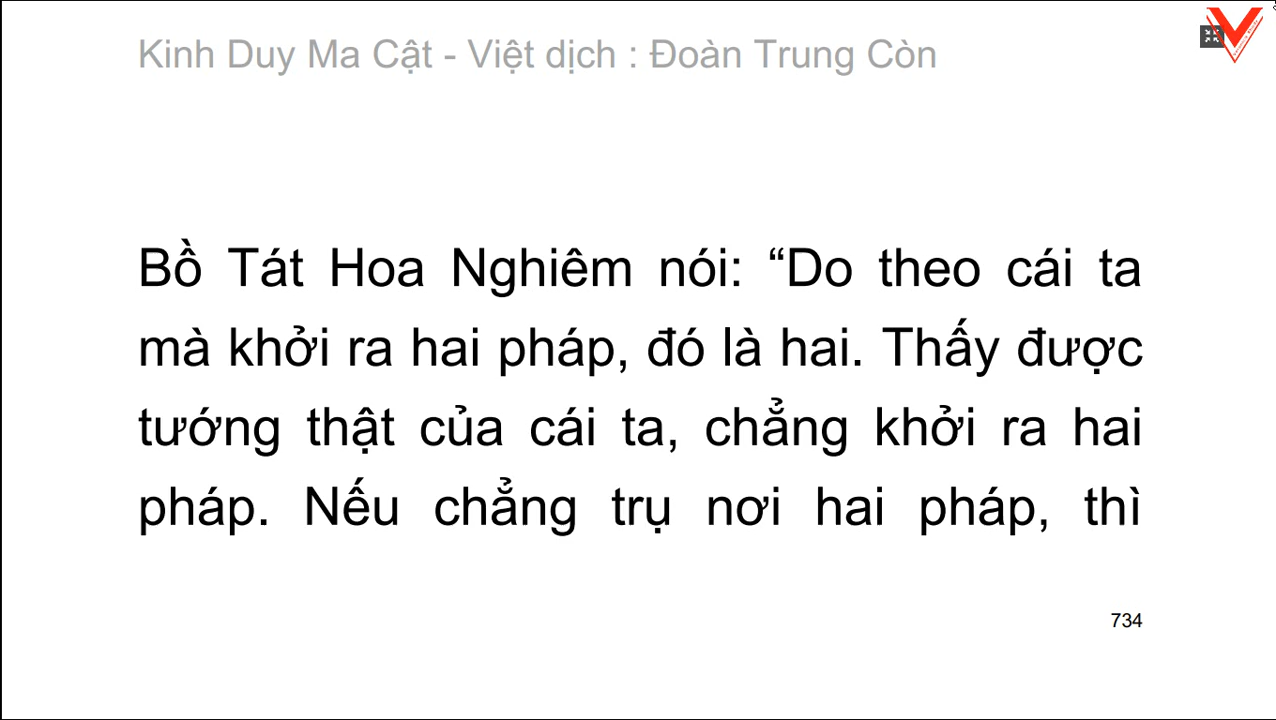 Kinh Duy Ma Cật - Việt dịch : Đoàn Trung Còn
Bồ Tát Hoa Nghiêm nói: “Do theo cái ta
mà khởi ra hai pháp, đó là hai. Thấy được
tướng thật của cái ta, chẳng khởi ra hai
pháp. Nếu chẳng trụ nơi hai pháp, thì
734